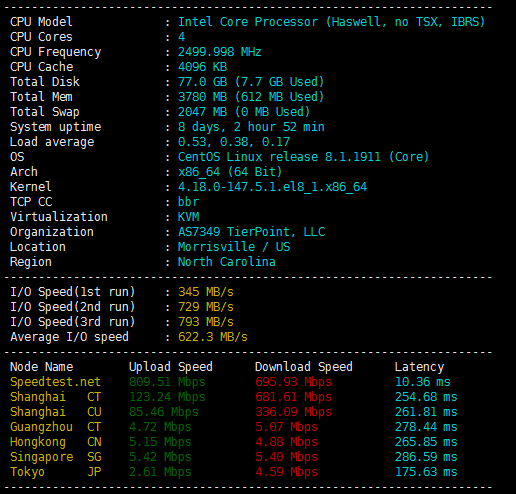 ----------------------------------------------------------------------
CPU Model : Intel Core Processor (Haswell, no TSX, IBRS)
CPU Cores : 4
CPU Frequency : 2499.998 MHz
CPU Cache : 4096 KB
Total Disk : 77.0 GB (7.7 GB Used)
Total Mem : 3780 MB (612 MB Used)
Total Swap : 2047 MB (0 MB Used)
System uptime : 8 days, 2 hour 52 min
Load average : 0.53, 0.38, 0.17
OS : CentOS Linux release 8.1.1911 (Core)
Arch : x86_64 (64 Bit)
Kernel : 4.18.0-147.5.1.el8_1.x86_64
TCP CC : bbr
Virtualization : KVM
Organization : AS7349 TierPoint, LLC
Location : Morrisville / US
Region : North Carolina
----------------------------------------------------------------------
I/O Speed(1st run) : 345 MB/s
I/O Speed(2nd run) : 729 MB/s
I/O Speed(3rd run) : 793 MB/s
Average I/O speed : 622.3 MB/s
----------------------------------------------------------------------
Node Name Upload Speed Download Speed Latency
Speedtest.net 809.51 Mbps 695.93 Mbps 10.36 ms
Shanghai CT 123.24 Mbps 681.61 Mbps 254.68 ms
Shanghai CU 85.46 Mbps 336.09 Mbps 261.81 ms
Guangzhou CT 4.72 Mbps 5.07 Mbps 278.44 ms
Hongkong CN 5.15 Mbps 4.88 Mbps 265.85 ms
Singapore SG 5.42 Mbps 5.40 Mbps 286.59 ms
Tokyo JP 2.61 Mbps 4.59 Mbps 175.63 ms
----------------------------------------------------------------------